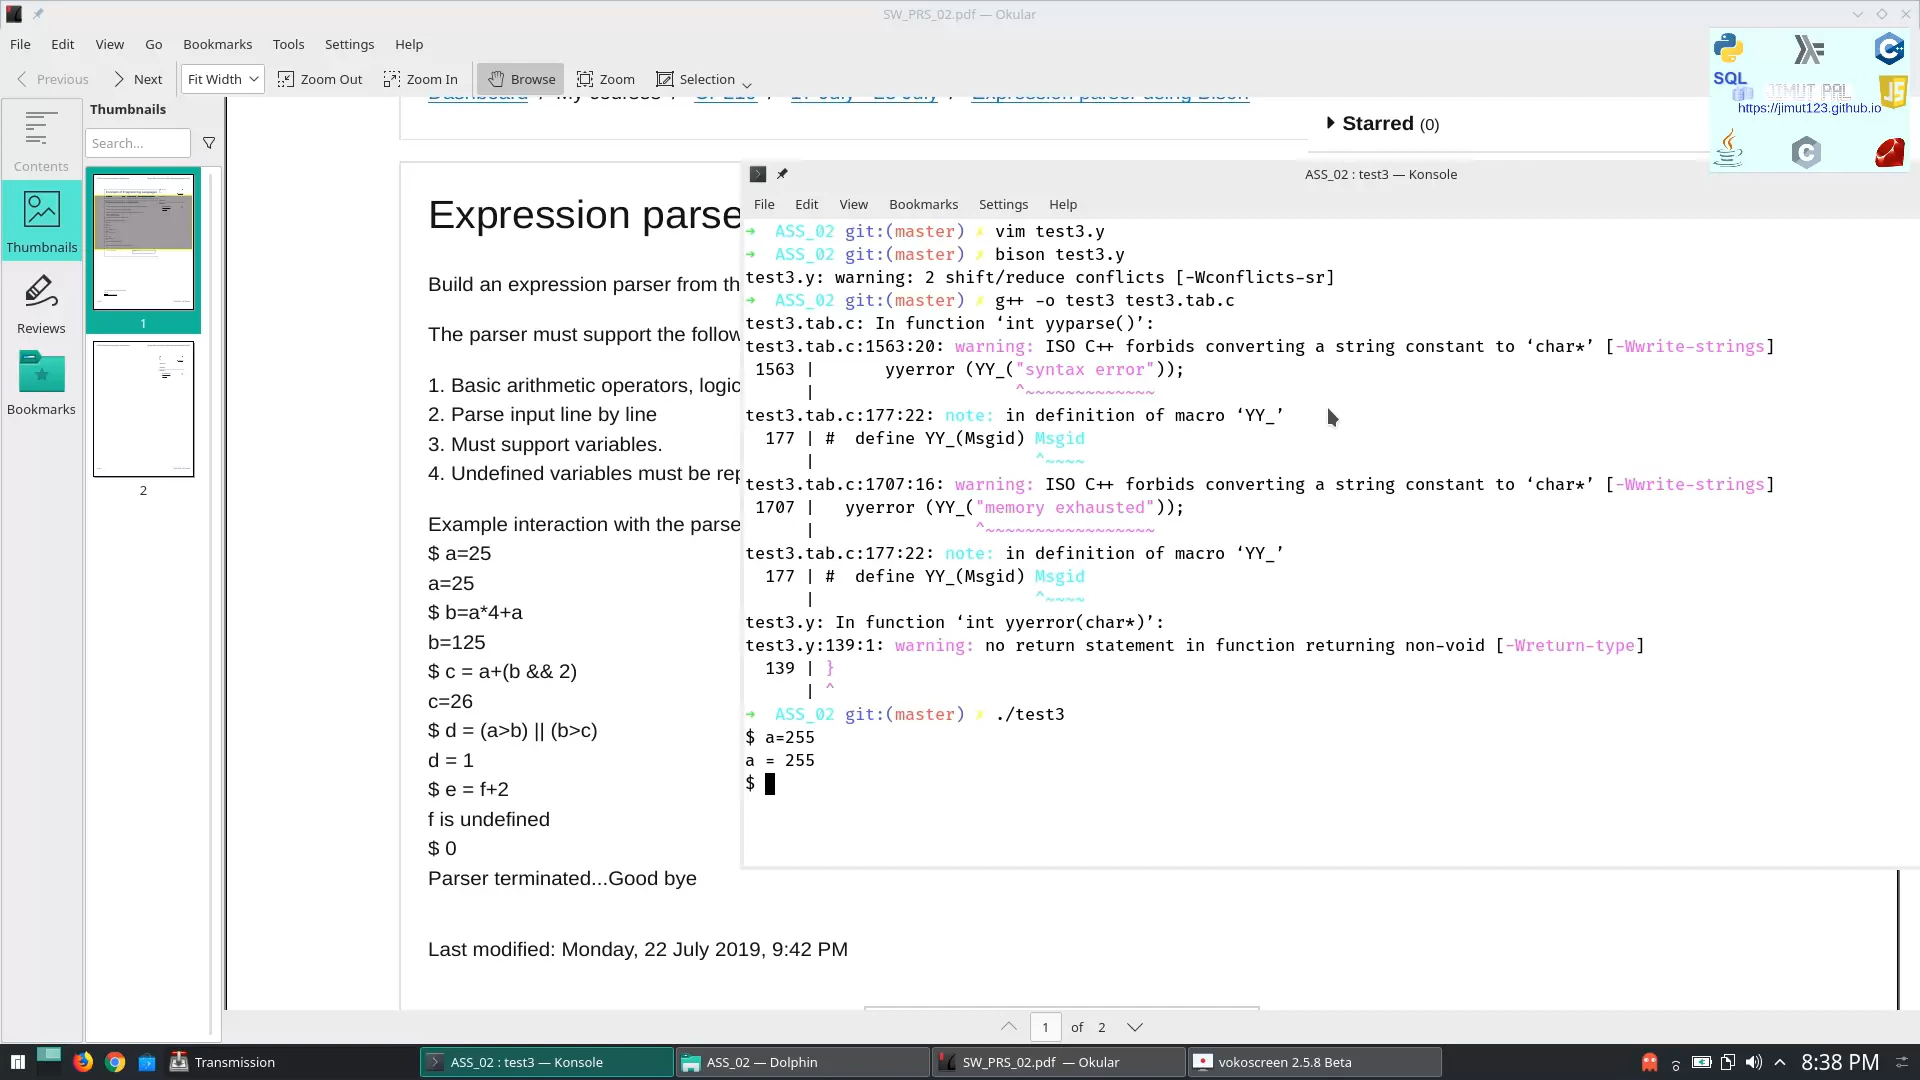 SW_PRS_02.pdf — Okular
File Edit View Go Bookmarks Tools Settings Help
Previous Next Fit Width Zoom Out Zoom In Browse Zoom Selection
SQL
JS
JIMUT PAL
https://jimut123.github.io
C
Contents
Thumbnails
Reviews
Bookmarks
Thumbnails
Search...
1
2
Dashboard / My courses /
Expression parser using Bison
Starred (0)
Expression parse
Build an expression parser from th
The parser must support the follow
1. Basic arithmetic operators, logic
2. Parse input line by line
3. Must support variables.
4. Undefined variables must be rep
Example interaction with the parse
$ a=25
a=25
$ b=a*4+a
b=125
$ c = a+(b && 2)
c=26
$ d = (a>b) || (b>c)
d = 1
$ e = f+2
f is undefined
$ 0
Parser terminated...Good bye
Last modified: Monday, 22 July 2019, 9:42 PM
ASS_02 : test3 — Konsole
File Edit View Bookmarks Settings Help
➜ ASS_02 git:(master) ✗ vim test3.y
➜ ASS_02 git:(master) ✗ bison test3.y
test3.y: warning: 2 shift/reduce conflicts [-Wconflicts-sr]
➜ ASS_02 git:(master) ✗ g++ -o test3 test3.tab.c
test3.tab.c: In function ‘int yyparse()’:
test3.tab.c:1563:20: warning: ISO C++ forbids converting a string constant to ‘char*’ [-Wwrite-strings]
1563 | yyerror (YY_("syntax error"));
| ^~~~~~~~~~~~~~
test3.tab.c:177:22: note: in definition of macro ‘YY_’
177 | # define YY_(Msgid) Msgid
| ^~~~~
test3.tab.c:1707:16: warning: ISO C++ forbids converting a string constant to ‘char*’ [-Wwrite-strings]
1707 | yyerror (YY_("memory exhausted"));
| ^~~~~~~~~~~~~~~~~~
test3.tab.c:177:22: note: in definition of macro ‘YY_’
177 | # define YY_(Msgid) Msgid
| ^~~~~
test3.y: In function ‘int yyerror(char*)’:
test3.y:139:1: warning: no return statement in function returning non-void [-Wreturn-type]
139 | }
| ^
➜ ASS_02 git:(master) ✗ ./test3
$ a=255
a = 255
$
1 of 2
Transmission
ASS_02 : test3 — Konsole
ASS_02 — Dolphin
SW_PRS_02.pdf — Okular
vokoscreen 2.5.8 Beta
8:38 PM